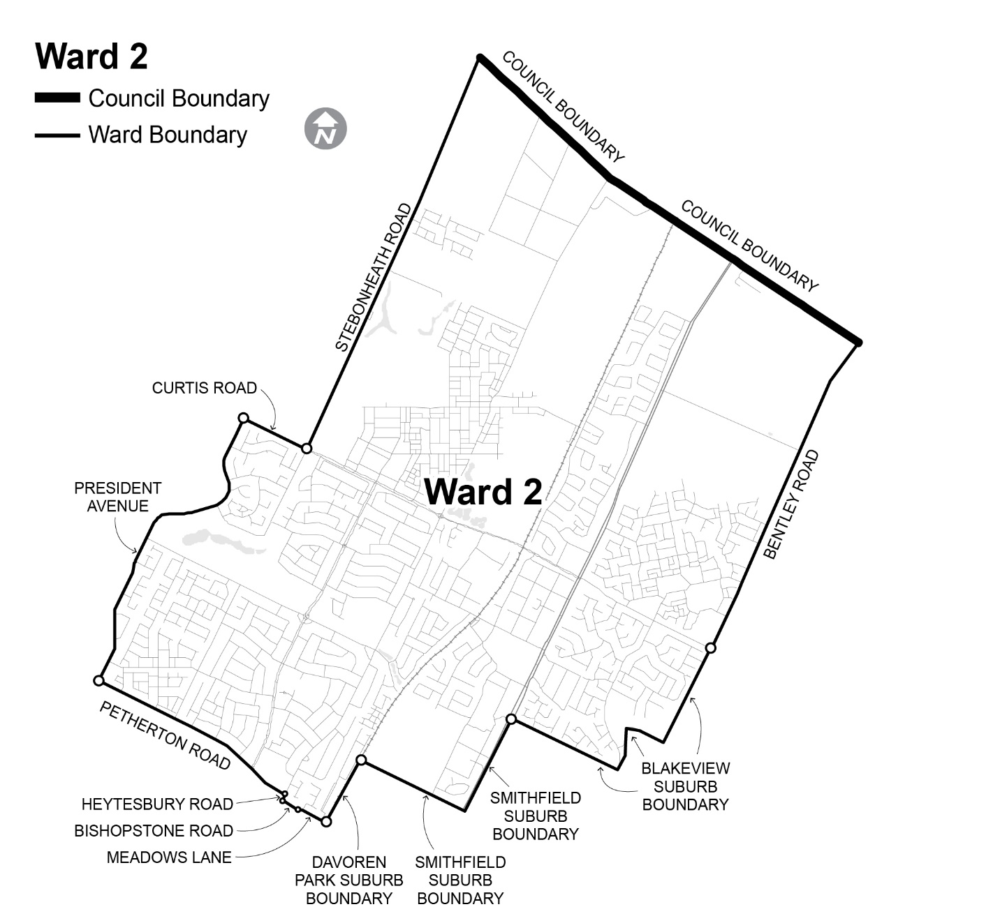 Ward 2
Council Boundary
Ward Boundary
N
COUNCIL BOUNDARY
COUNCIL BOUNDARY
STEBONHEATH ROAD
CURTIS ROAD
PRESIDENT
AVENUE
Ward 2
BENTLEY ROAD
PETHERTON ROAD
HEYTESBURY ROAD
BISHOPSTONE ROAD
MEADOWS LANE
DAVOREN
PARK SUBURB
BOUNDARY
SMITHFIELD
SUBURB
BOUNDARY
SMITHFIELD
SUBURB
BOUNDARY
BLAKEVIEW
SUBURB
BOUNDARY